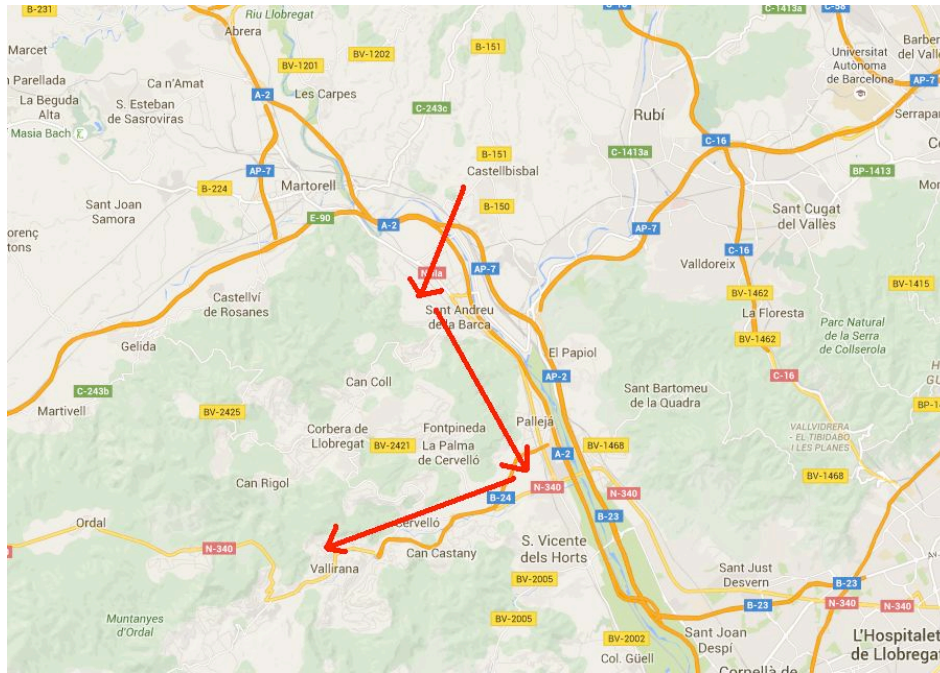 B-231
Riu Llobregat
Abrera
C-1413a
C-58
Marcet
BV-1202
B-151
Universitat
Autònoma
de Barcelona
Barber
del Vall
Parellada
Ca n'Amat
BV-1201
AP-7
La Beguda
Alta
S. Esteban
de Sasroviras
A-2
Les Carpes
C-243c
Rubí
Serrapar
Masia Bach
C-16
B-151
C-1413a
Castellbisbal
AP-7
BP-1413
B-224
Martorell
Sant Joan
Samora
E-90
A-2
B-150
Sant Cugat
del Vallès
AP-7
C-16
Valldoreix
AP-7
BV-1415
Castellví
de Rosanes
BV-1462
Sant Andreu
de la Barca
La Floresta
Parc Natural
de la Serra
de Collserola
Gelida
BV-1462
El Papiol
AP-2
C-16
Can Coll
C-243b
Sant Bartomeu
de la Quadra
Martivell
BV-2425
Pallejà
Corbera de
Llobregat
Fontpineda
BV-2421
La Palma
de Cervelló
VALLVIDRERA
- EL TIBIDABO
I LES PLANES
BV-1468
A-2
BV-1468
Can Rigol
B-24
N-340
N-340
Ordal
Cervelló
B-23
N-340
Can Castany
S. Vicente
dels Horts
Vallirana
BV-2005
Sant Just
Desvern
B-23
B-23
N-340
N-340
Muntanyes
d'Ordal
BV-2005
BV-2002
Sant Joan
Despí
L'Hospitalet
de Llobregat
Col. Güell
Cornellà de